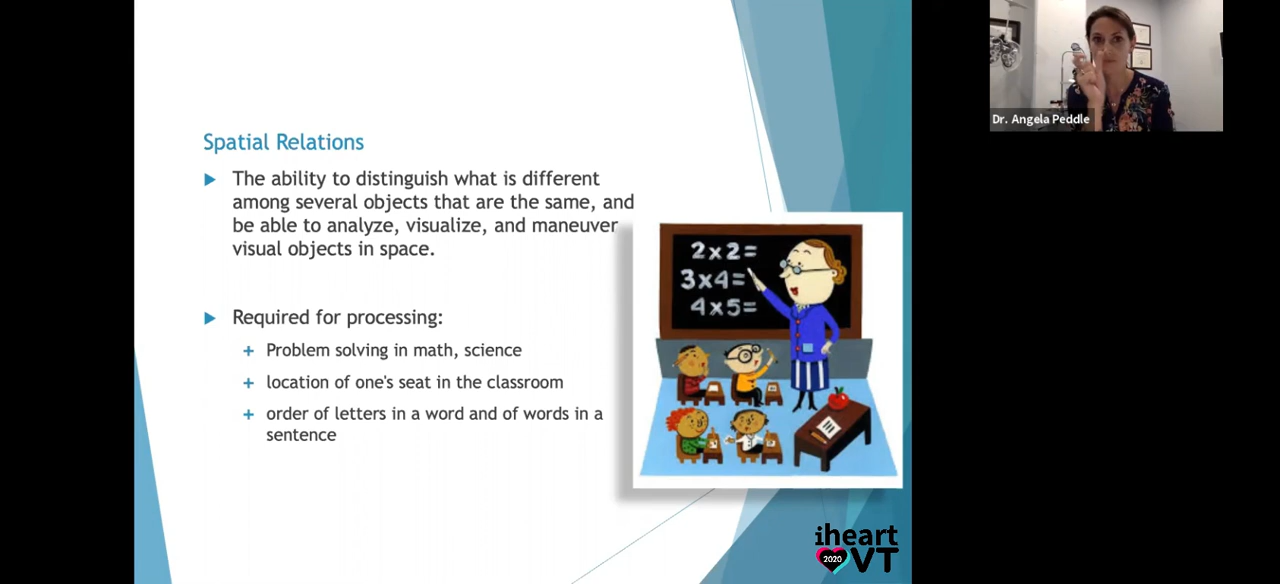 Spatial Relations
The ability to distinguish what is different
among several objects that are the same, and
be able to analyze, visualize, and maneuver
visual objects in space.
Required for processing:
+ Problem solving in math, science
+ location of one's seat in the classroom
+ order of letters in a word and of words in a
sentence
2x2=
3x4=
4x5=
iheart
2020 VT
Dr. Angela Peddle